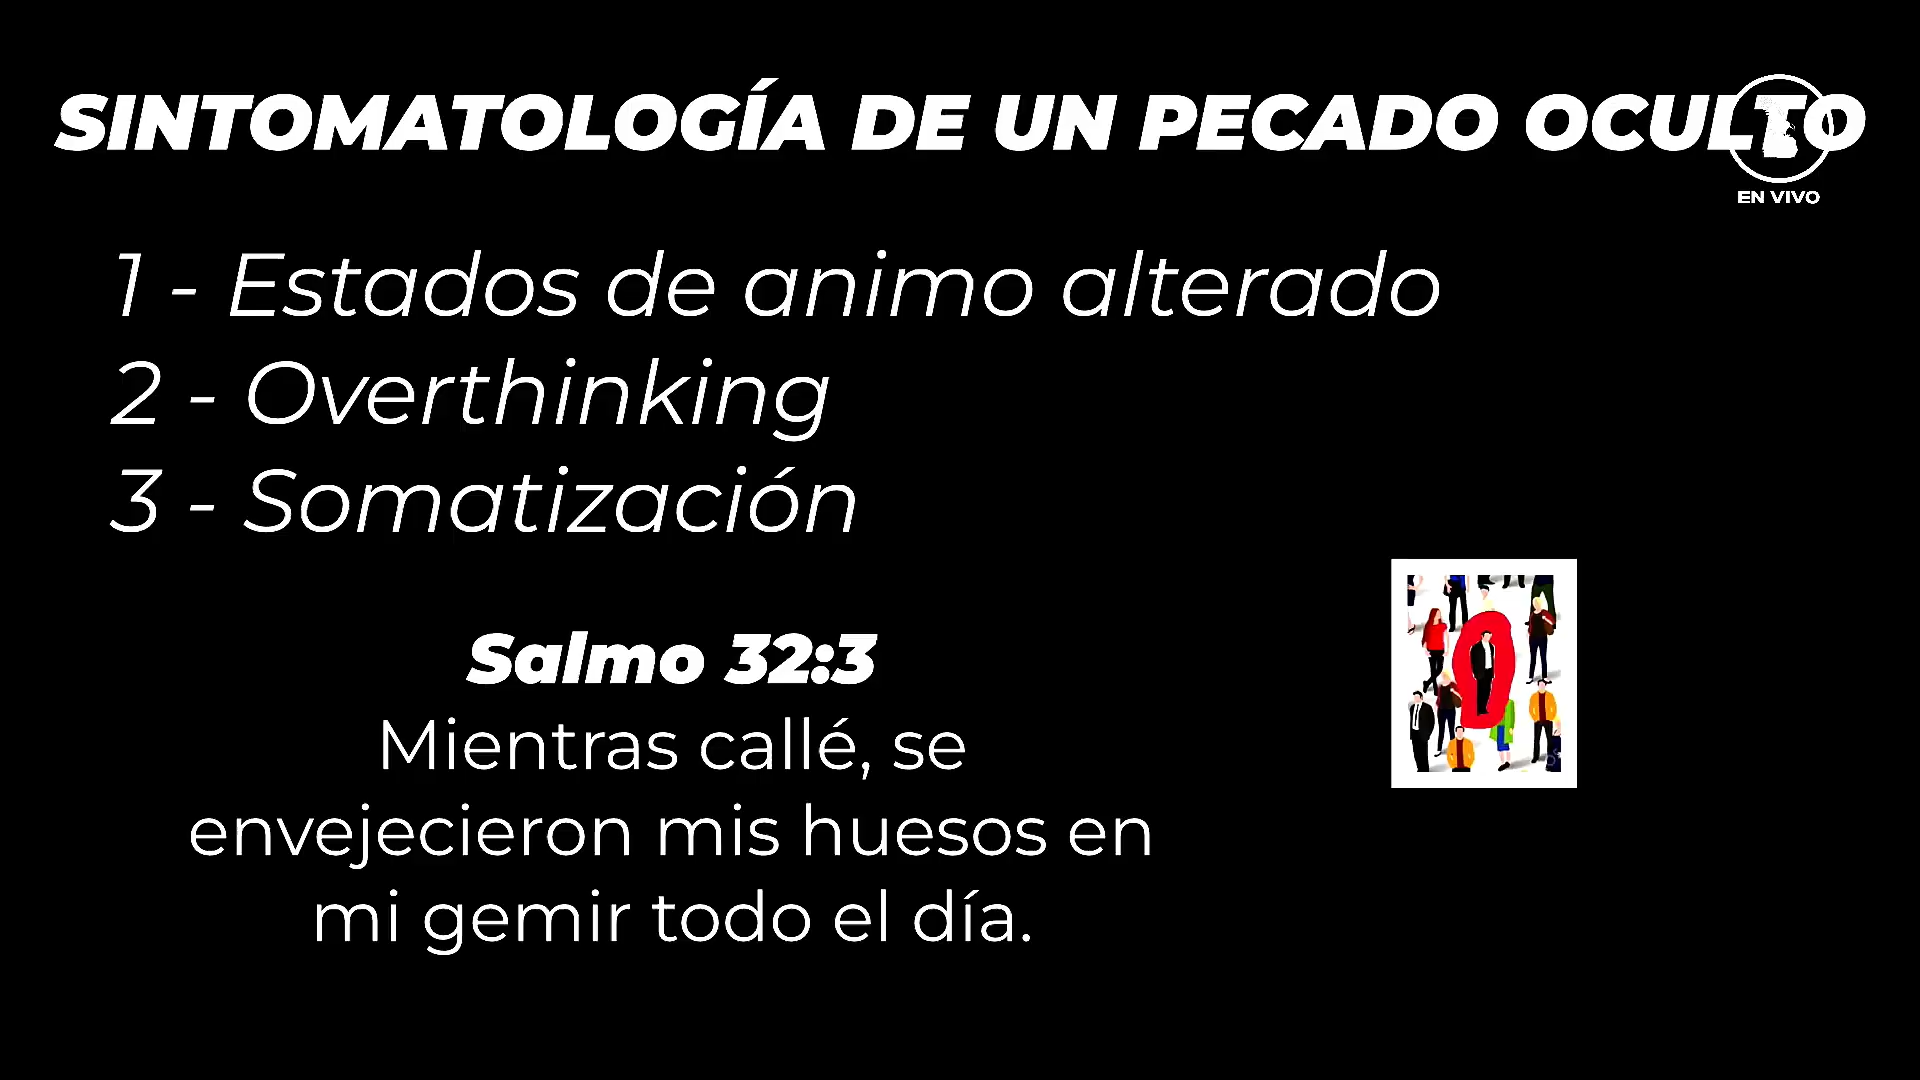 SINTOMATOLOGÍA DE UN PECADO OCULTO
EN VIVO
1 - Estados de animo alterado
2 - Overthinking
3 - Somatización
Salmo 32:3
Mientras callé, se
envejecieron mis huesos en
mi gemir todo el día.